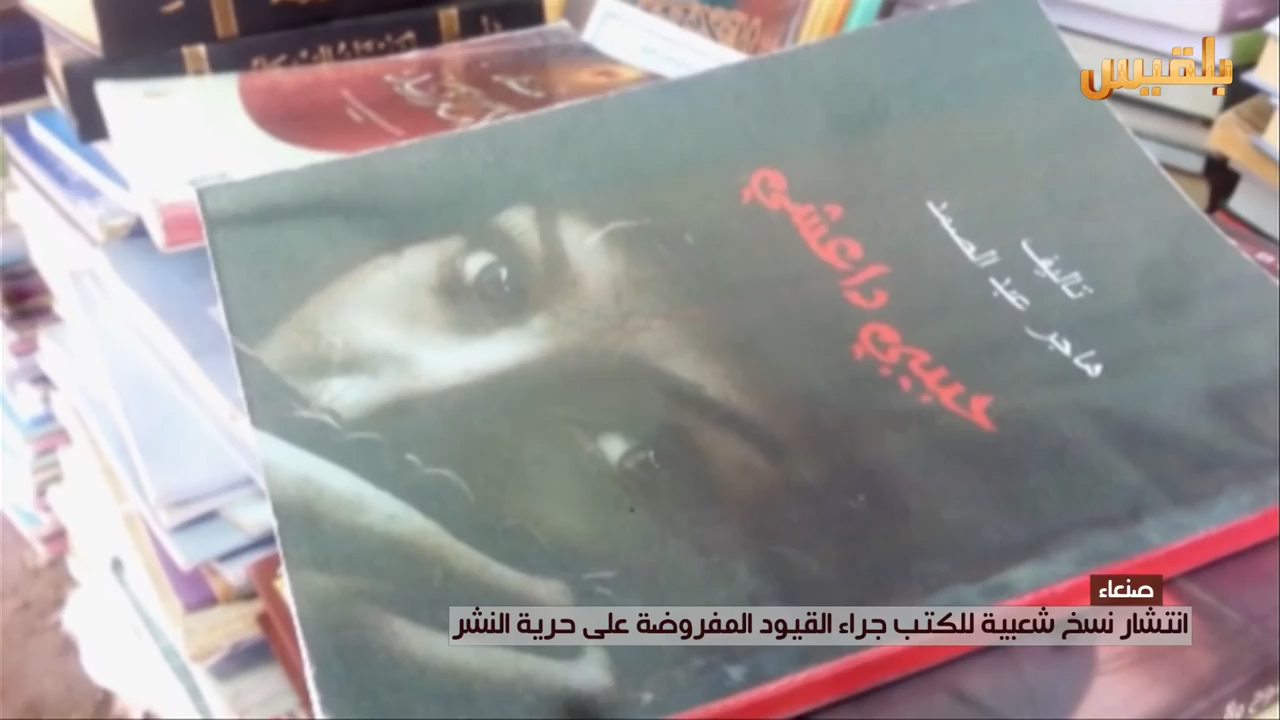 بلقيس
تأليف
هاجر عبد الصمد
حبيبي داعشي
صنعاء
انتشار نسخ شعبية للكتب جراء القيود المفروضة على حرية النشر